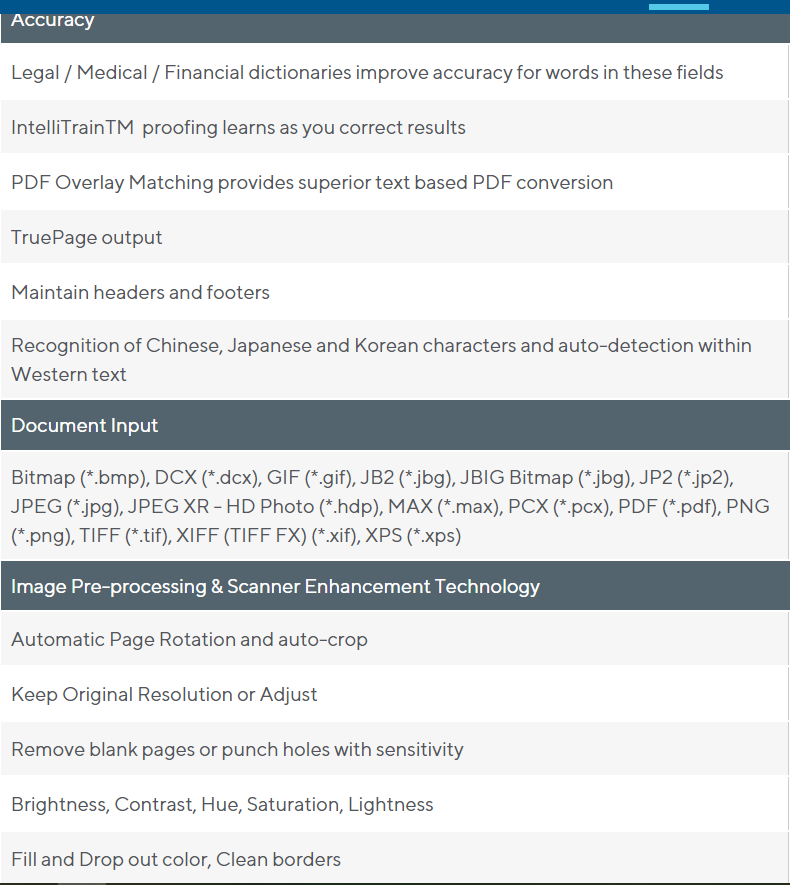 Accuracy
Legal / Medical / Financial dictionaries improve accuracy for words in these fields
IntelliTrainTM  proofing learns as you correct results
PDF Overlay Matching provides superior text based PDF conversion
TruePage output
Maintain headers and footers
Recognition of Chinese, Japanese and Korean characters and auto-detection within
Western text
Document Input
Bitmap (*.bmp), DCX (*.dcx), GIF (*.gif), JB2 (*.jbg), JBIG Bitmap (*.jbg), JP2 (*.jp2),
JPEG (*.jpg), JPEG XR - HD Photo (*.hdp), MAX (*.max), PCX (*.pcx), PDF (*.pdf), PNG
(*.png), TIFF (*.tif), XIFF (TIFF FX) (*.xif), XPS (*.xps)
Image Pre-processing & Scanner Enhancement Technology
Automatic Page Rotation and auto-crop
Keep Original Resolution or Adjust
Remove blank pages or punch holes with sensitivity
Brightness, Contrast, Hue, Saturation, Lightness
Fill and Drop out color, Clean borders